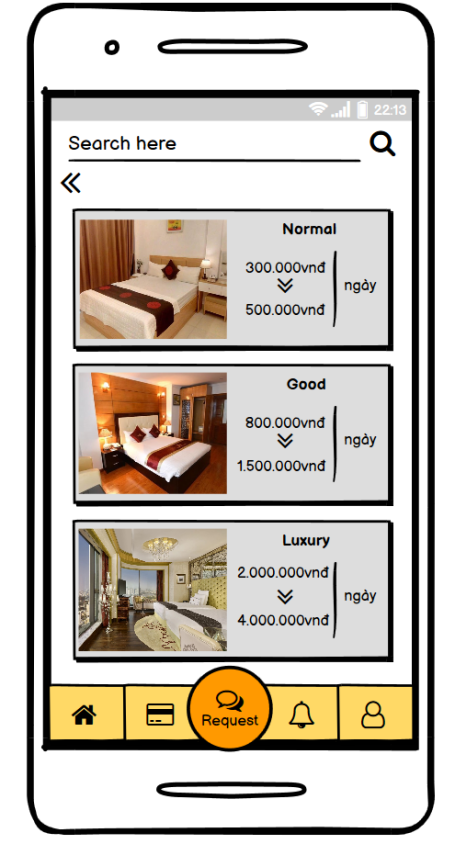 22:13
Search here
Normal
300.000vnđ
500.000vnđ
ngày
Good
800.000vnđ
1.500.000vnđ
ngày
Luxury
2.000.000vnđ
4.000.000vnđ
ngày
Request